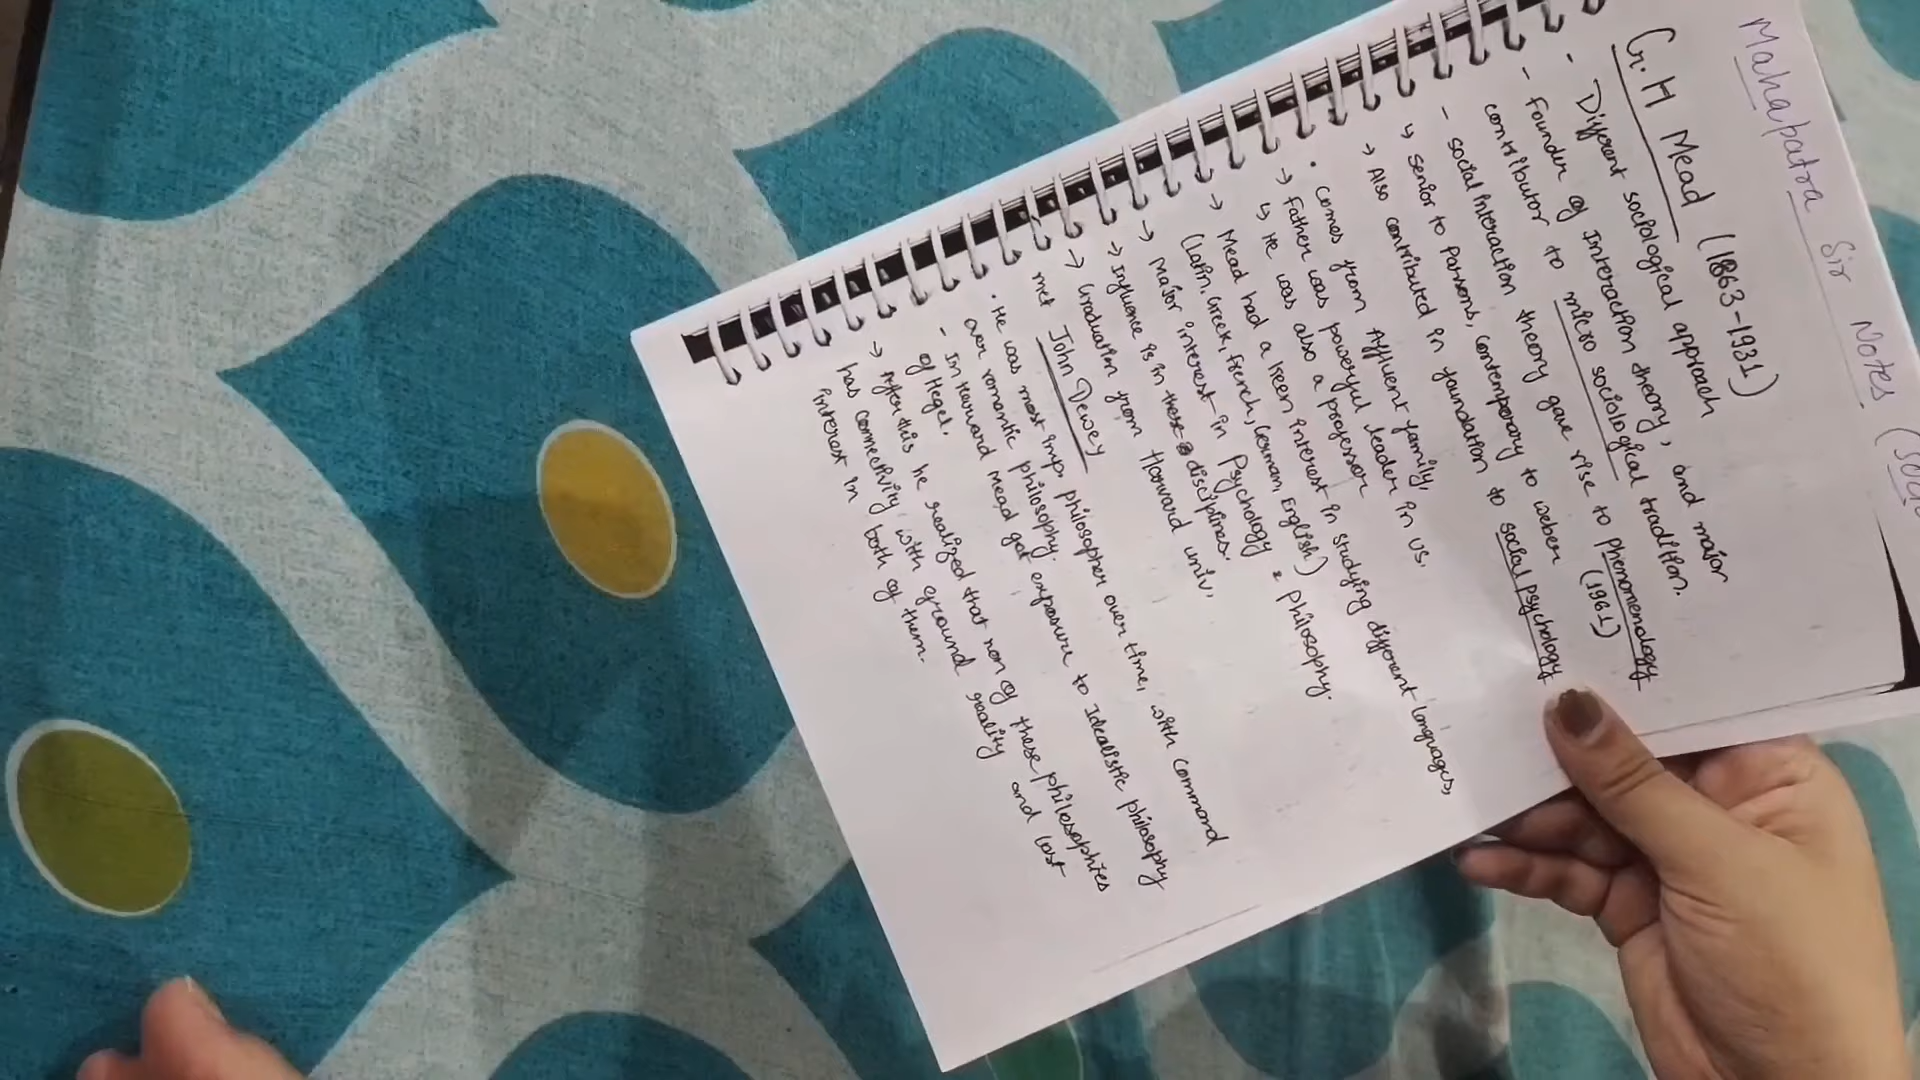 Mahapatra Sir Notes
G. H Mead (1863-1931)
- Different sociological approach
- Founder of Interaction theory, and major
contributor to micro sociological tradition.
- social Interaction theory gave rise to phenomenology
(1961)
↳ senior to Parsons, Contemporary to weber
→ Also contributed in foundation to social psychology
• Comes from Affluent family,
→ Father was powerful leader in US.
↳ He was also a professor
→ Mead had a keen interest in studying different languages,
(Latin, Greek, French, German, English)
→ Major interest in Psychology & Philosophy.
→ Influence is in these disciplines.
→ Graduation from Harvard univ,
met John Dewey
• He was most imp, philosopher over time, with command
over romantic philosophy.
- In Harvard Mead got exposure to Idealistic philosophy
of Hegel.
→ After this he realized that non of these philosophies
has connectivity with ground reality and lost
interest in both of them.